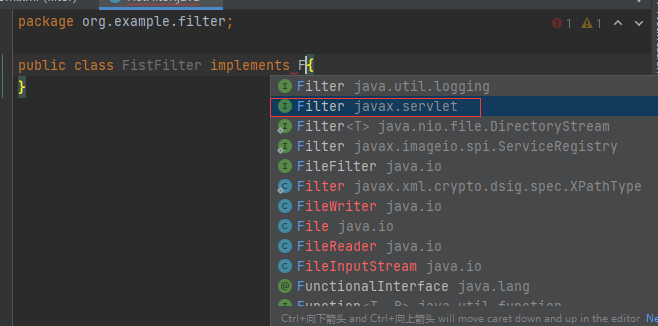 package org.example.filter;
1 1
public class FistFilter implements F{
}
Filter java.util.logging
Filter javax.servlet
Filter<T> java.nio.file.DirectoryStream
Filter javax.imageio.spi.ServiceRegistry
FileFilter java.io
Filter javax.xml.crypto.dsig.spec.XPathType
FileWriter java.io
File java.io
FileReader java.io
FileInputStream java.io
FunctionalInterface java.lang
Ctrl+向下箭头 and Ctrl+向上箭头 will move caret down and up in the editor. Ne